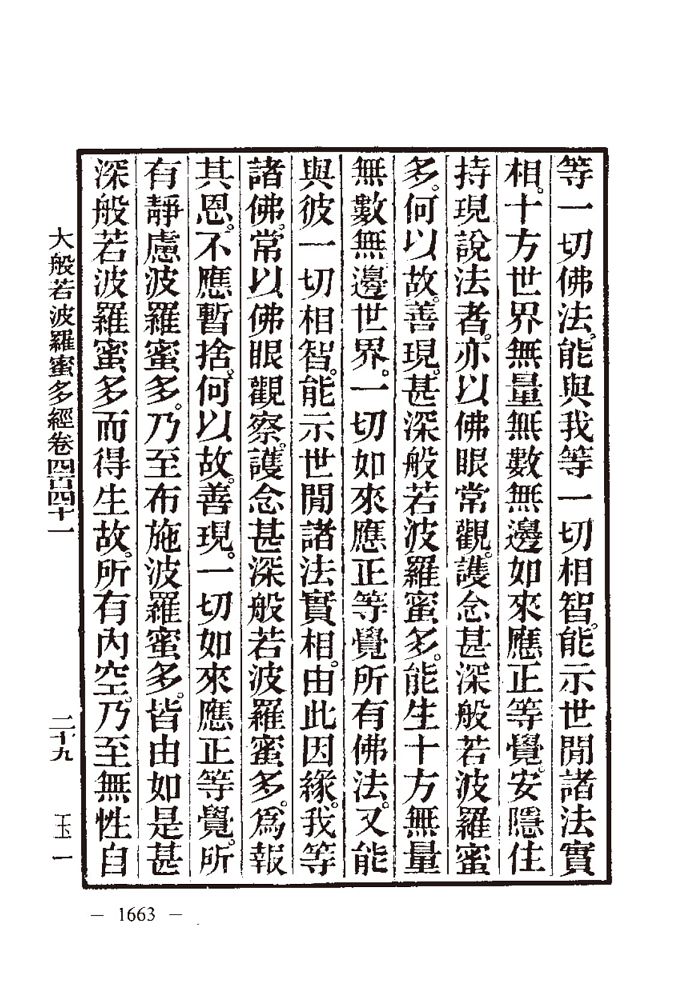 等一切佛法。能與我等一切相智。能示世閒諸法實
相。十方世界無量無數無邊如來應正等覺。安隱住
持現說法者。亦以佛眼常觀。護念甚深般若波羅蜜
多。何以故。善現。甚深般若波羅蜜多。能生十方無量
無數無邊世界。一切如來應正等覺所有佛法。又能
與彼一切相智。能示世閒諸法實相。由此因緣。我等
諸佛。常以佛眼觀察。護念甚深般若波羅蜜多。爲報
其恩。不應暫捨。何以故。善現。一切如來應正等覺。所
有靜慮波羅蜜多。乃至布施波羅蜜多。皆由如是甚
深般若波羅蜜多而得生故。所有內空。乃至無性自
大般若波羅蜜多經卷四百四十一 二十九 玉一
— 1663 —